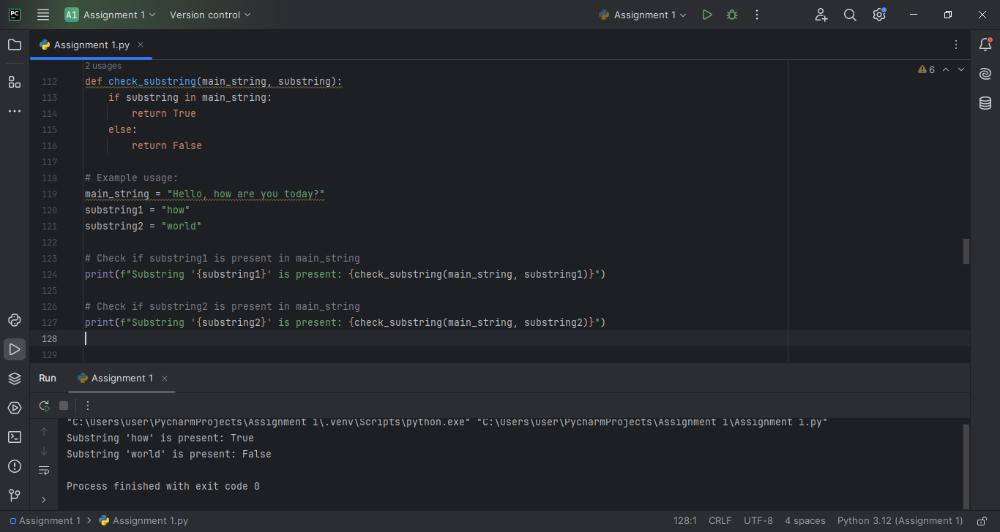 PC A1 Assignment 1 Version control Assignment 1
Assignment 1.py
6
2 usages
112 def check_substring(main_string, substring):
113     if substring in main_string:
114         return True
115     else:
116         return False
117
118 # Example usage:
119 main_string = "Hello, how are you today?"
120 substring1 = "how"
121 substring2 = "world"
122
123 # Check if substring1 is present in main_string
124 print(f"Substring '{substring1}' is present: {check_substring(main_string, substring1)}")
125
126 # Check if substring2 is present in main_string
127 print(f"Substring '{substring2}' is present: {check_substring(main_string, substring2)}")
128
129
Run Assignment 1
"C:\Users\User\PycharmProjects\Assignment 1\.venv\Scripts\python.exe" "C:\Users\User\PycharmProjects\Assignment 1\Assignment 1.py"
Substring 'how' is present: True
Substring 'world' is present: False
Process finished with exit code 0
Assignment 1 > Assignment 1.py 128:1 CRLF UTF-8 4 spaces Python 3.12 (Assignment 1)